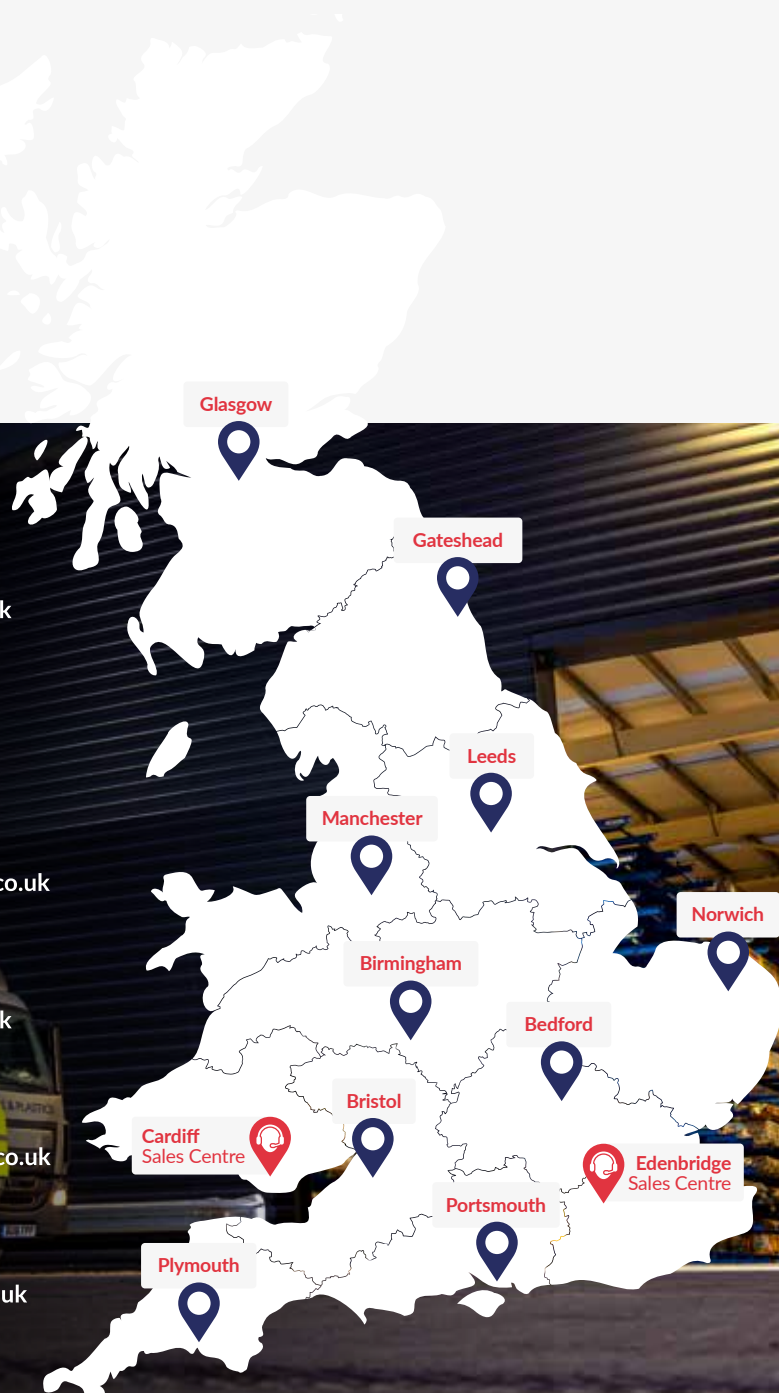 Glasgow
Gateshead
k
Leeds
Manchester
co.uk
Norwich
Birmingham
k
Bedford
Bristol
& PLASTICS
Cardiff
Sales Centre
co.uk
Edenbridge
Sales Centre
Portsmouth
Plymouth
uk